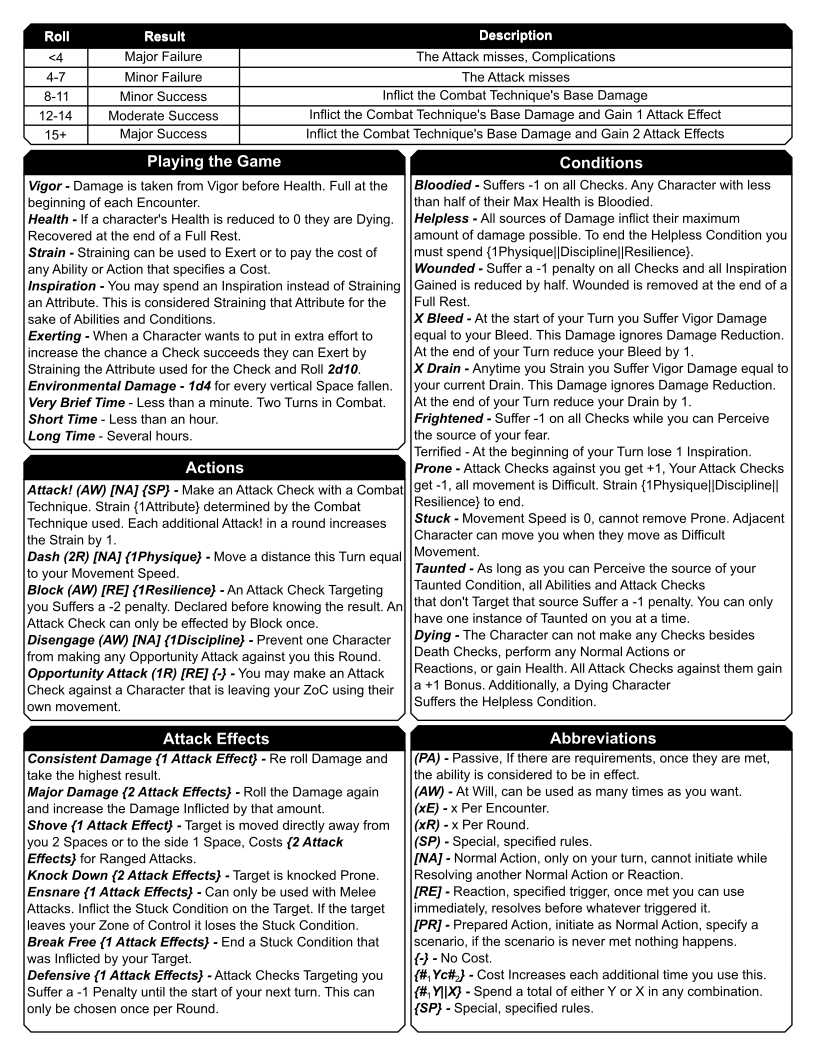 Roll Result Description
<4 Major Failure The Attack misses, Complications
4-7 Minor Failure The Attack misses
8-11 Minor Success Inflict the Combat Technique's Base Damage
12-14 Moderate Success Inflict the Combat Technique's Base Damage and Gain 1 Attack Effect
15+ Major Success Inflict the Combat Technique's Base Damage and Gain 2 Attack Effects
Playing the Game
Vigor - Damage is taken from Vigor before Health. Full at the
beginning of each Encounter.
Health - If a character's Health is reduced to 0 they are Dying.
Recovered at the end of a Full Rest.
Strain - Straining can be used to Exert or to pay the cost of
any Ability or Action that specifies a Cost.
Inspiration - You may spend an Inspiration instead of Straining
an Attribute. This is considered Straining that Attribute for the
sake of Abilities and Conditions.
Exerting - When a Character wants to put in extra effort to
increase the chance a Check succeeds they can Exert by
Straining the Attribute used for the Check and Roll 2d10.
Environmental Damage - 1d4 for every vertical Space fallen.
Very Brief Time - Less than a minute. Two Turns in Combat.
Short Time - Less than an hour.
Long Time - Several hours.
Actions
Attack! (AW) [NA] {SP} - Make an Attack Check with a Combat
Technique. Strain {1Attribute} determined by the Combat
Technique used. Each additional Attack! in a round increases
the Strain by 1.
Dash (2R) [NA] {1Physique} - Move a distance this Turn equal
to your Movement Speed.
Block (AW) [RE] {1Resilience} - An Attack Check Targeting
you Suffers a -2 penalty. Declared before knowing the result. An
Attack Check can only be effected by Block once.
Disengage (AW) [NA] {1Discipline} - Prevent one Character
from making any Opportunity Attack against you this Round.
Opportunity Attack (1R) [RE] {-} - You may make an Attack
Check against a Character that is leaving your ZoC using their
own movement.
Attack Effects
Consistent Damage {1 Attack Effect} - Re roll Damage and
take the highest result.
Major Damage {2 Attack Effects} - Roll the Damage again
and increase the Damage Inflicted by that amount.
Shove {1 Attack Effect} - Target is moved directly away from
you 2 Spaces or to the side 1 Space, Costs {2 Attack
Effects} for Ranged Attacks.
Knock Down {2 Attack Effects} - Target is knocked Prone.
Ensnare {1 Attack Effects} - Can only be used with Melee
Attacks. Inflict the Stuck Condition on the Target. If the target
leaves your Zone of Control it loses the Stuck Condition.
Break Free {1 Attack Effects} - End a Stuck Condition that
was Inflicted by your Target.
Defensive {1 Attack Effects} - Attack Checks Targeting you
Suffer a -1 Penalty until the start of your next turn. This can
only be chosen once per Round.
Conditions
Bloodied - Suffers -1 on all Checks. Any Character with less
than half of their Max Health is Bloodied.
Helpless - All sources of Damage inflict their maximum
amount of damage possible. To end the Helpless Condition you
must spend {1Physique||Discipline||Resilience}.
Wounded - Suffer a -1 penalty on all Checks and all Inspiration
Gained is reduced by half. Wounded is removed at the end of a
Full Rest.
X Bleed - At the start of your Turn you Suffer Vigor Damage
equal to your Bleed. This Damage ignores Damage Reduction.
At the end of your Turn reduce your Bleed by 1.
X Drain - Anytime you Strain you Suffer Vigor Damage equal to
your current Drain. This Damage ignores Damage Reduction.
At the end of your Turn reduce your Drain by 1.
Frightened - Suffer -1 on all Checks while you can Perceive
the source of your fear.
Terrified - At the beginning of your Turn lose 1 Inspiration.
Prone - Attack Checks against you get +1, Your Attack Checks
get -1, all movement is Difficult. Strain {1Physique||Discipline||
Resilience} to end.
Stuck - Movement Speed is 0, cannot remove Prone. Adjacent
Character can move you when they move as Difficult
Movement.
Taunted - As long as you can Perceive the source of your
Taunted Condition, all Abilities and Attack Checks
that don't Target that source Suffer a -1 penalty. You can only
have one instance of Taunted on you at a time.
Dying - The Character can not make any Checks besides
Death Checks, perform any Normal Actions or
Reactions, or gain Health. All Attack Checks against them gain
a +1 Bonus. Additionally, a Dying Character
Suffers the Helpless Condition.
Abbreviations
(PA) - Passive, If there are requirements, once they are met,
the ability is considered to be in effect.
(AW) - At Will, can be used as many times as you want.
(xE) - x Per Encounter.
(xR) - x Per Round.
(SP) - Special, specified rules.
[NA] - Normal Action, only on your turn, cannot initiate while
Resolving another Normal Action or Reaction.
[RE] - Reaction, specified trigger, once met you can use
immediately, resolves before whatever triggered it.
[PR] - Prepared Action, initiate as Normal Action, specify a
scenario, if the scenario is never met nothing happens.
{-} - No Cost.
{#₁Yc#₂} - Cost Increases each additional time you use this.
{#₁Y||X} - Spend a total of either Y or X in any combination.
{SP} - Special, specified rules.